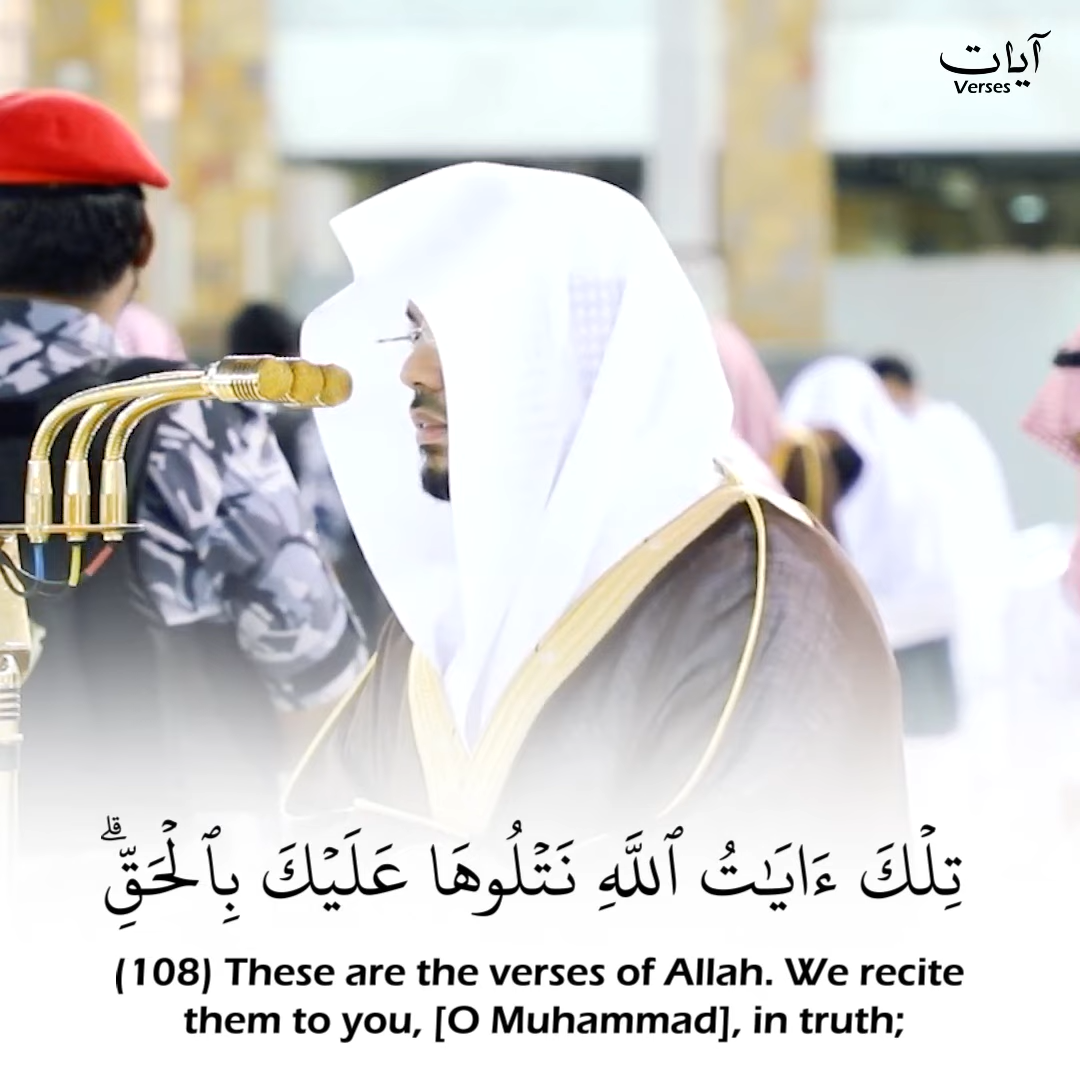 آيات
Verses
تِلْكَ ءَايَـٰتُ ٱللَّهِ نَتْلُوهَا عَلَيْكَ بِٱلْحَقِّ ۗ
(108) These are the verses of Allah. We recite
them to you, [O Muhammad], in truth;